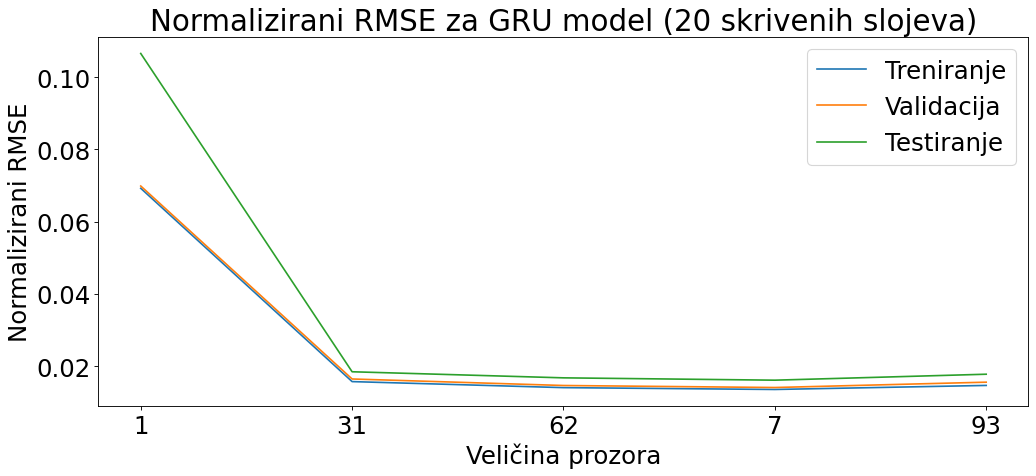 Normalizirani RMSE za GRU model (20 skrivenih slojeva)
Treniranje
Validacija
Testiranje
Normalizirani RMSE
0.10
0.08
0.06
0.04
0.02
1 31 62 7 93
Veličina prozora